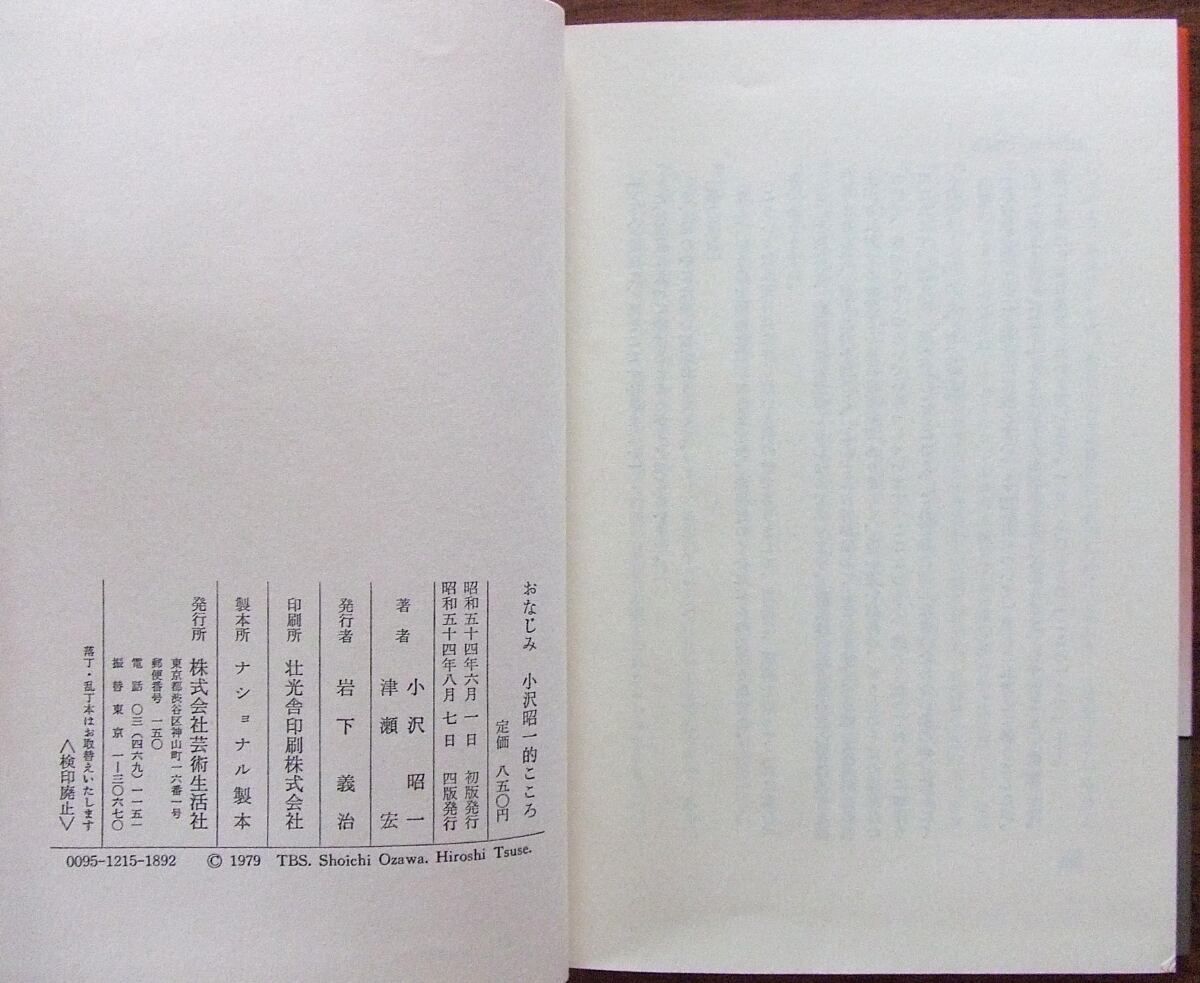 おなじみ 小沢昭一的こころ
定価 八五〇円
昭和五十四年六月一日 初版発行
昭和五十四年八月七日 四版発行
著者 小沢昭一
津瀬宏
発行者 岩下義治
印刷所 壮光舎印刷株式会社
製本所 ナショナル製本
発行所 株式会社芸術生活社
東京都渋谷区神山町一六番一号
郵便番号 一五〇
電話 〇三(四六九)一一五一
振替東京 一―三〇六七〇
落丁・乱丁本はお取替えいたします
〈検印廃止〉
0095-1215-1892 © 1979 TBS. Shoichi Ozawa. Hiroshi Tsuse.